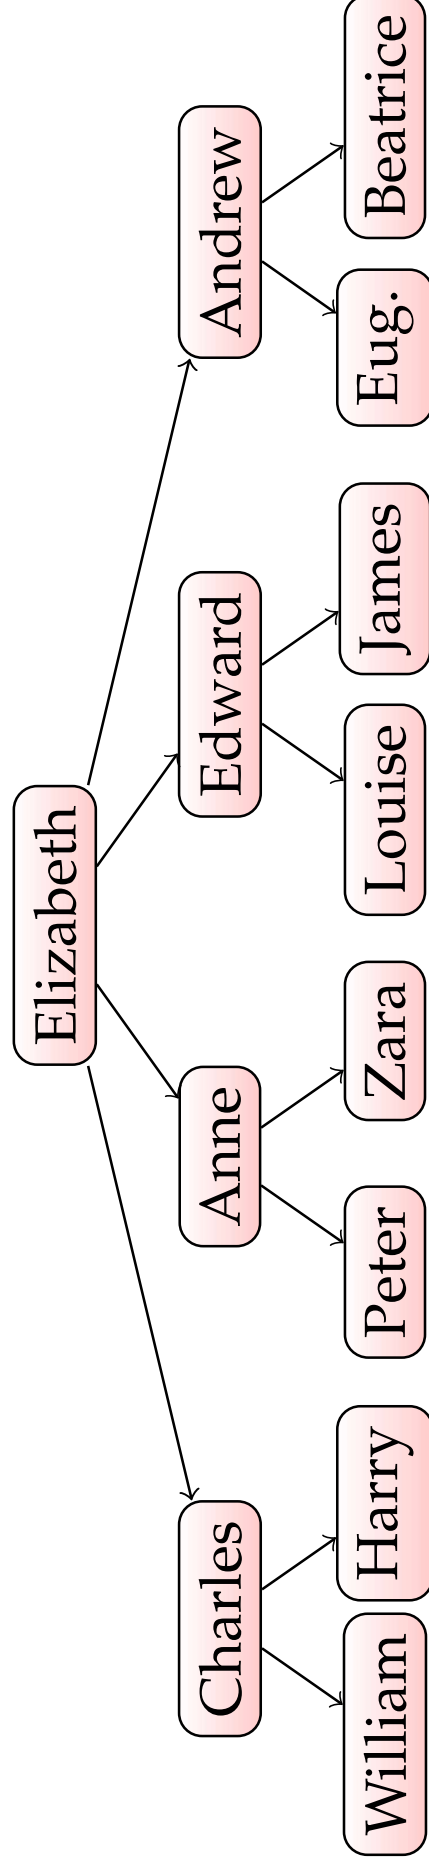 Elizabeth
Charles
Anne
Edward
Andrew
William
Harry
Peter
Zara
Louise
James
Eug.
Beatrice